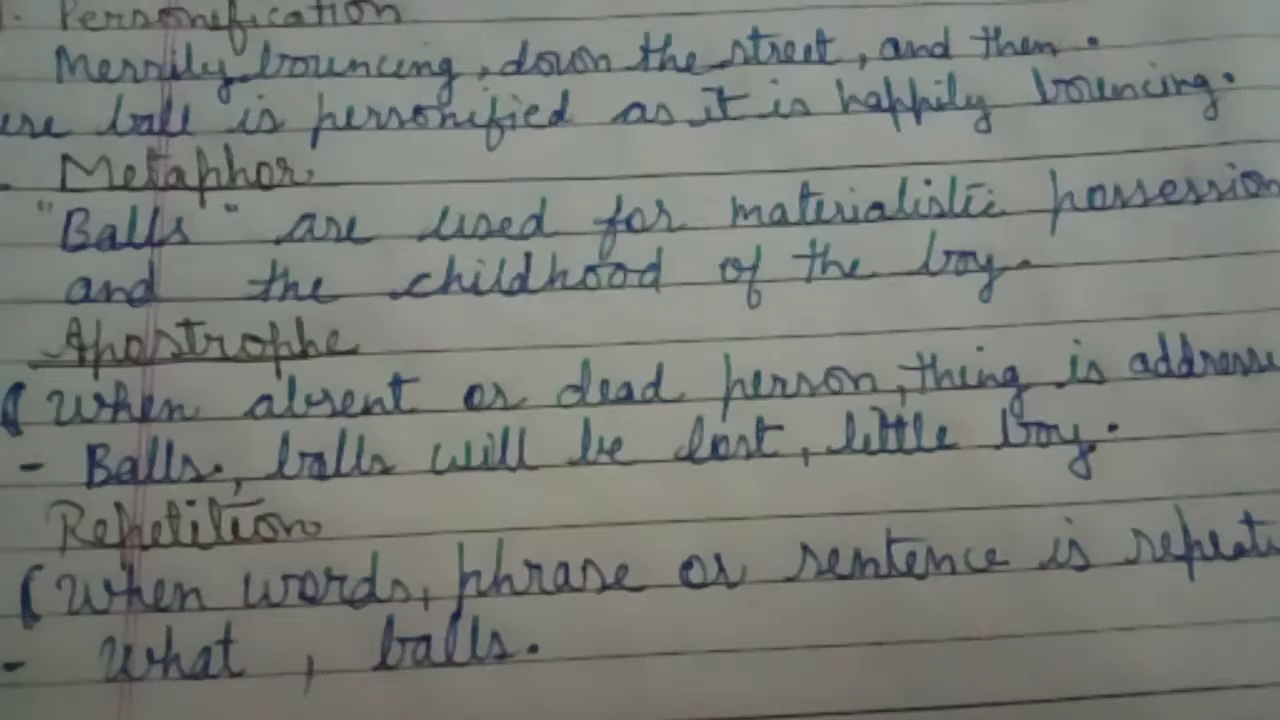 1. Personification
Merrily bouncing, down the street, and then.
ere ball is personified as it is happily bouncing.
- Metaphor.
"Balls" are used for materialistic possession
and the childhood of the boy.
Apostrophe
(When absent or dead person, thing is addresse
- Balls, balls will be lost, little boy.
Repetition
(When words, phrase or sentence is repeat
- What, balls.